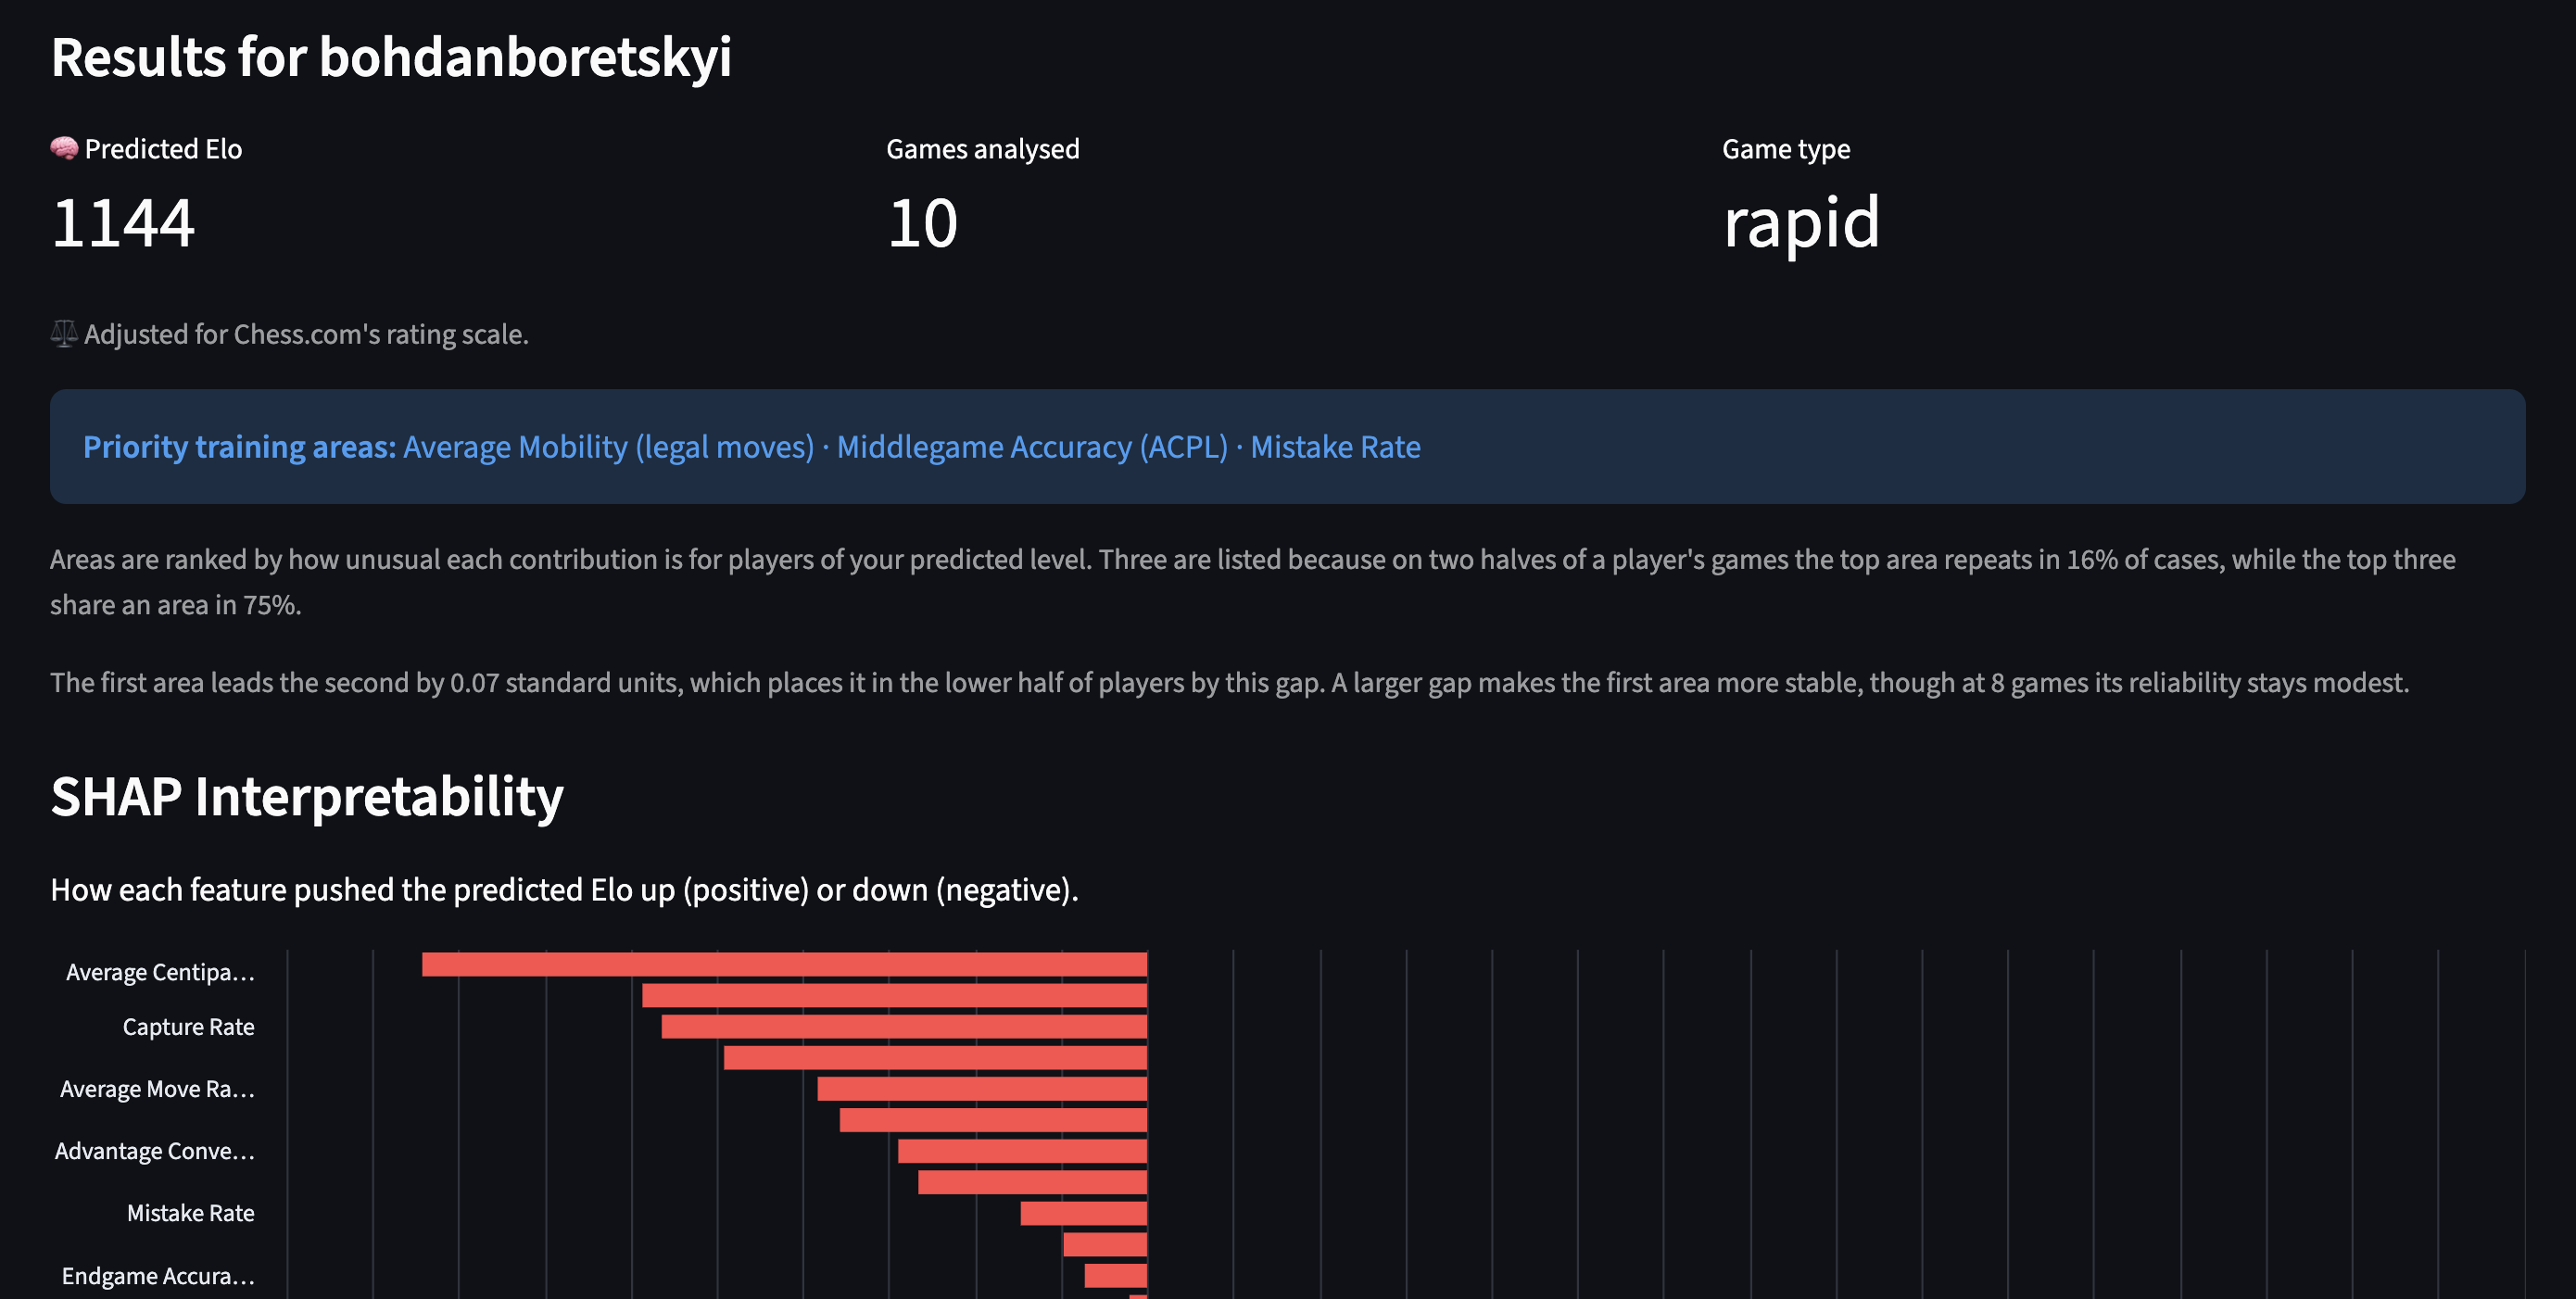 Results for bohdanboretskyi
🧠 Predicted Elo
1144
Games analysed
10
Game type
rapid
⚖️ Adjusted for Chess.com's rating scale.
Priority training areas: Average Mobility (legal moves) · Middlegame Accuracy (ACPL) · Mistake Rate
Areas are ranked by how unusual each contribution is for players of your predicted level. Three are listed because on two halves of a player's games the top area repeats in 16% of cases, while the top three
share an area in 75%.
The first area leads the second by 0.07 standard units, which places it in the lower half of players by this gap. A larger gap makes the first area more stable, though at 8 games its reliability stays modest.
SHAP Interpretability
How each feature pushed the predicted Elo up (positive) or down (negative).
Average Centipa…
Capture Rate
Average Move Ra…
Advantage Conve…
Mistake Rate
Endgame Accura…